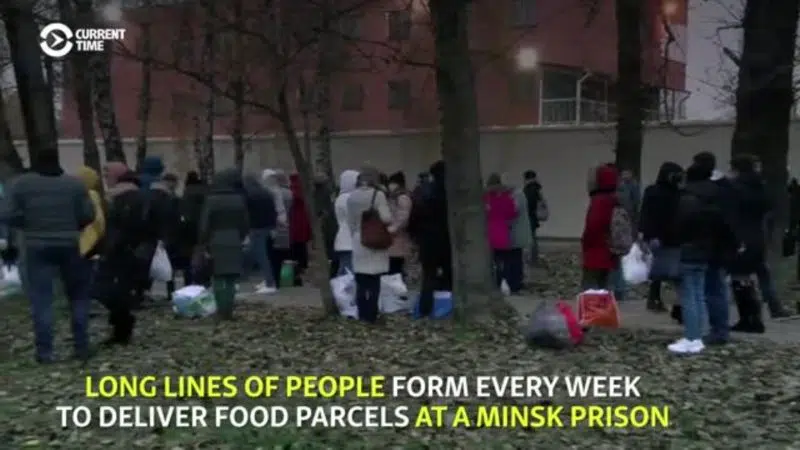 CURRENT
TIME
LONG LINES OF PEOPLE FORM EVERY WEEK
TO DELIVER FOOD PARCELS AT A MINSK PRISON